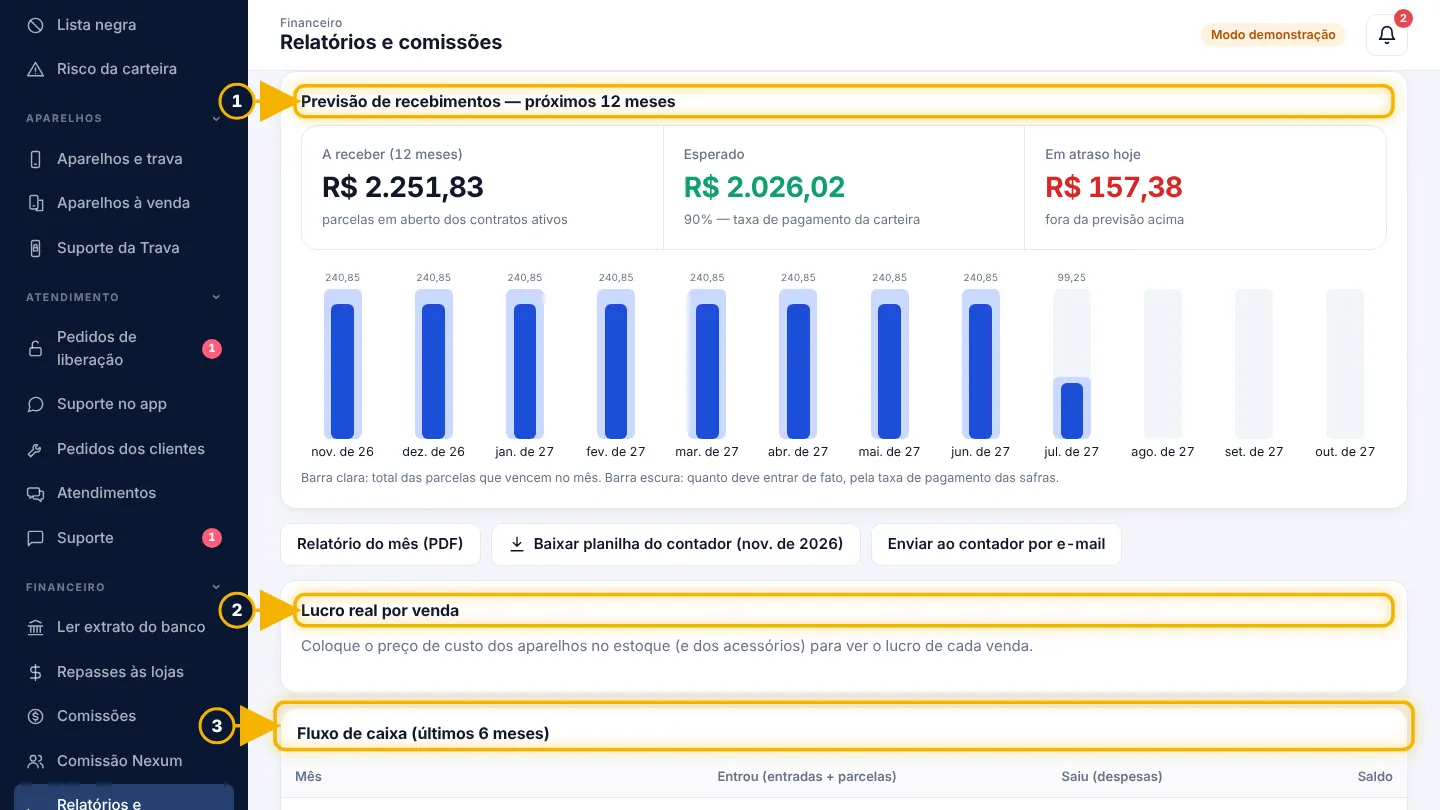 Lista negra
Risco da carteira
APARELHOS
Aparelhos e trava
Aparelhos à venda
Suporte da Trava
ATENDIMENTO
Pedidos de
liberação
1
Suporte no app
Pedidos dos clientes
Atendimentos
Suporte
1
FINANCEIRO
Ler extrato do banco
Repasses às lojas
Comissões
Comissão Nexum
Relatórios e
Financeiro
Relatórios e comissões
Modo demonstração
2
1
Previsão de recebimentos — próximos 12 meses
A receber (12 meses)
R$ 2.251,83
parcelas em aberto dos contratos ativos
Esperado
R$ 2.026,02
90% — taxa de pagamento da carteira
Em atraso hoje
R$ 157,38
fora da previsão acima
240,85 240,85 240,85 240,85 240,85 240,85 240,85 240,85 99,25
nov. de 26 dez. de 26 jan. de 27 fev. de 27 mar. de 27 abr. de 27 mai. de 27 jun. de 27 jul. de 27 ago. de 27 set. de 27 out. de 27
Barra clara: total das parcelas que vencem no mês. Barra escura: quanto deve entrar de fato, pela taxa de pagamento das safras.
Relatório do mês (PDF)
Baixar planilha do contador (nov. de 2026)
Enviar ao contador por e-mail
2
Lucro real por venda
Coloque o preço de custo dos aparelhos no estoque (e dos acessórios) para ver o lucro de cada venda.
3
Fluxo de caixa (últimos 6 meses)
Mês Entrou (entradas + parcelas) Saiu (despesas) Saldo